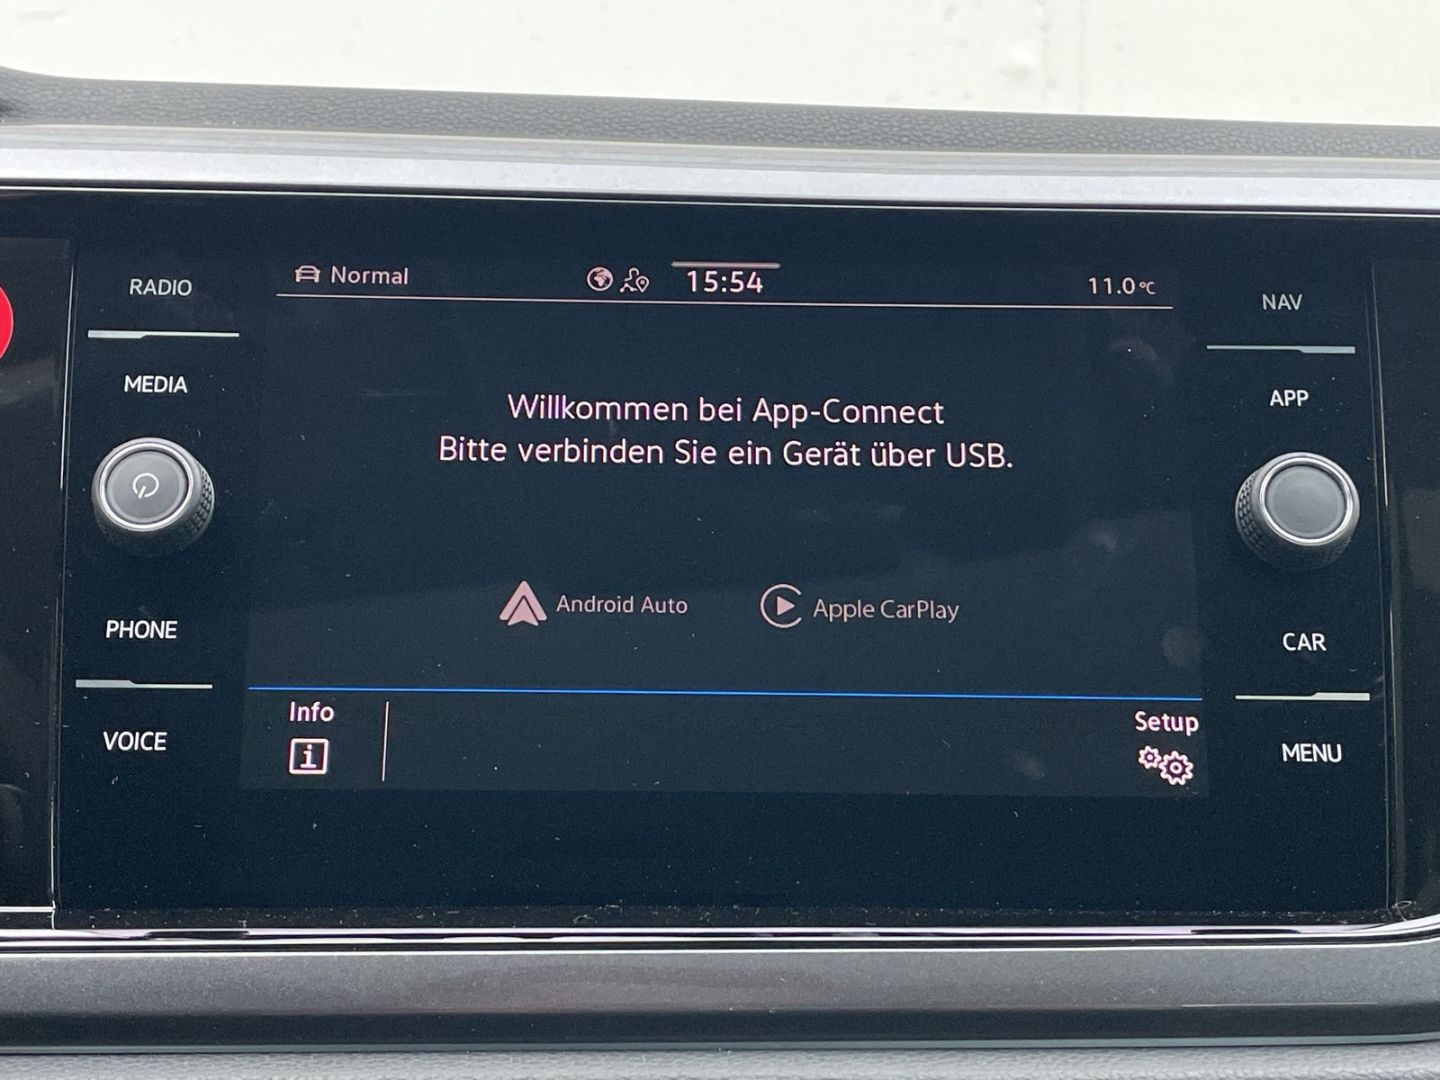 RADIO
Normal
15:54
11.0°C
NAV
MEDIA
Willkommen bei App-Connect
Bitte verbinden Sie ein Gerät über USB.
APP
Android Auto
Apple CarPlay
PHONE
CAR
Info
Setup
VOICE
MENU